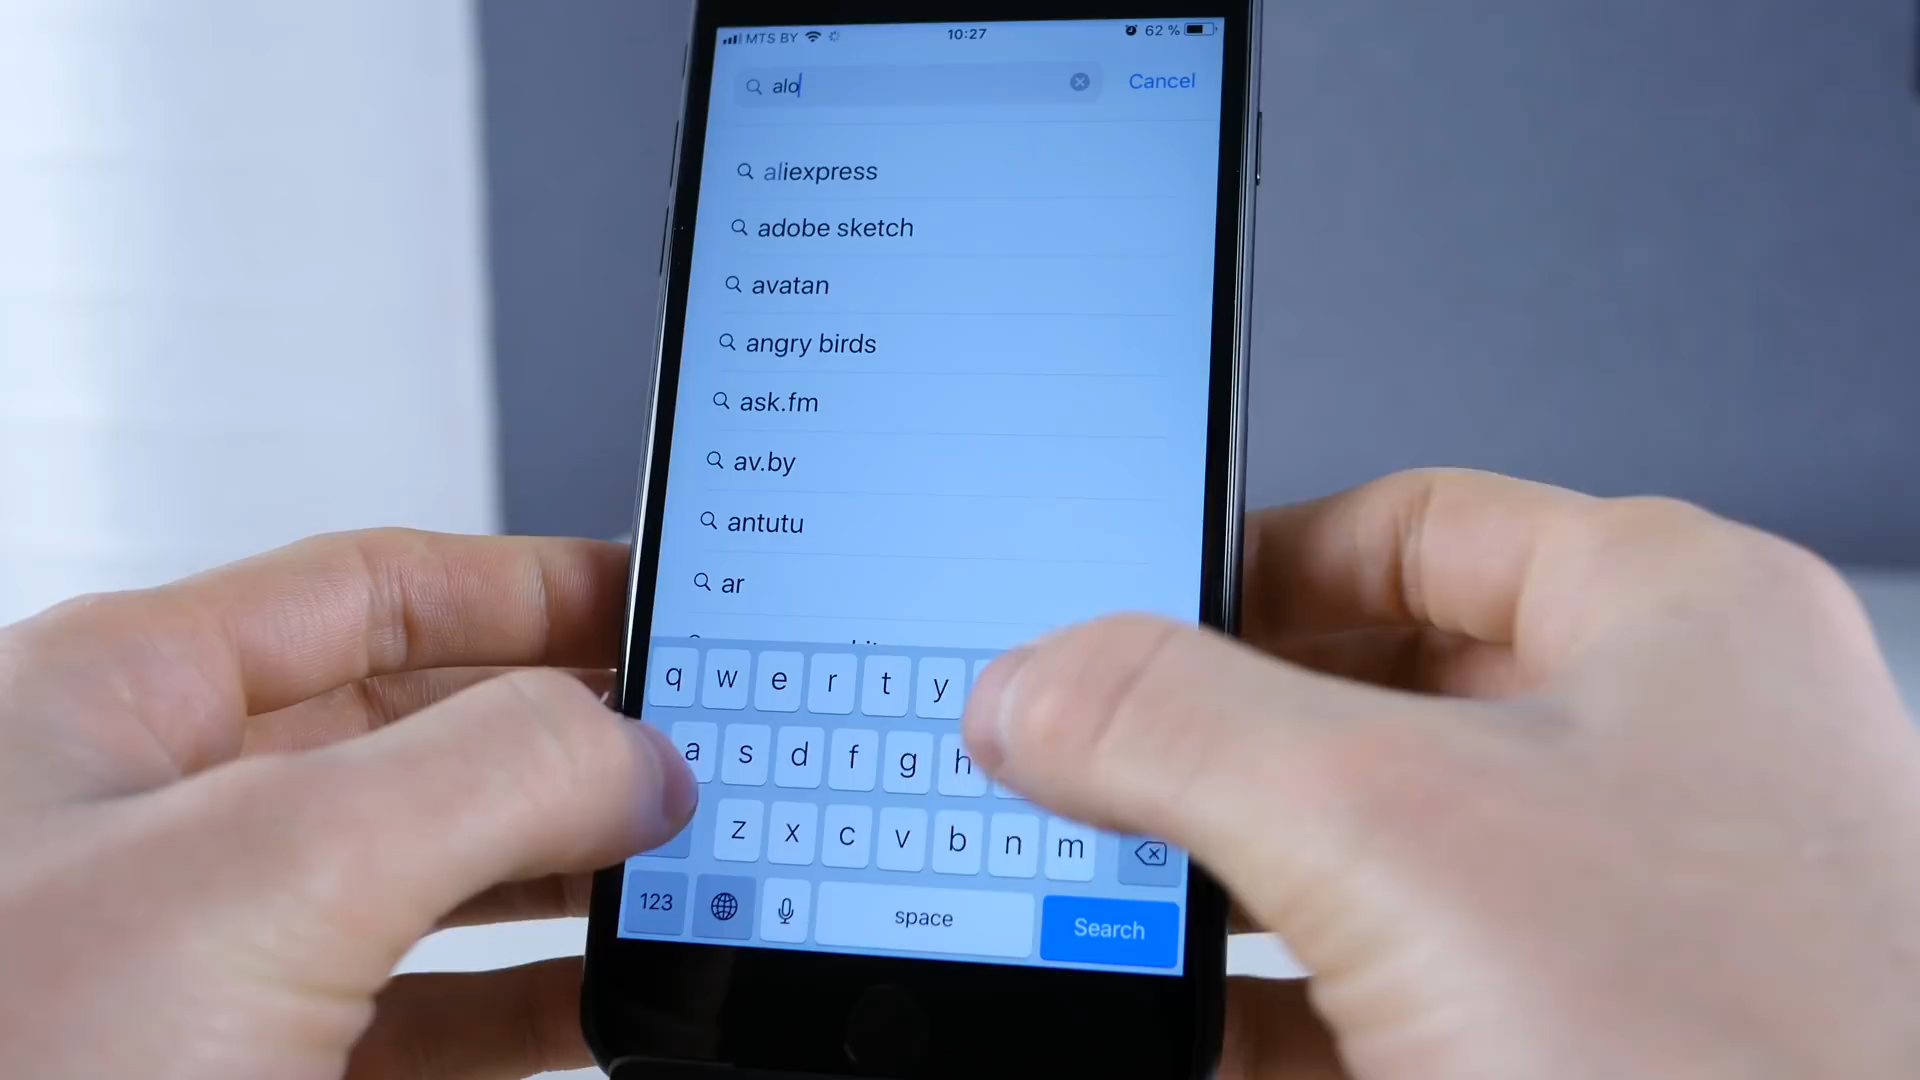 MTS BY 10:27 62 %
alo Cancel
aliexpress
adobe sketch
avatan
angry birds
ask.fm
av.by
antutu
ar
q w e r t y
a s d f g h
z x c v b n m
123 space Search